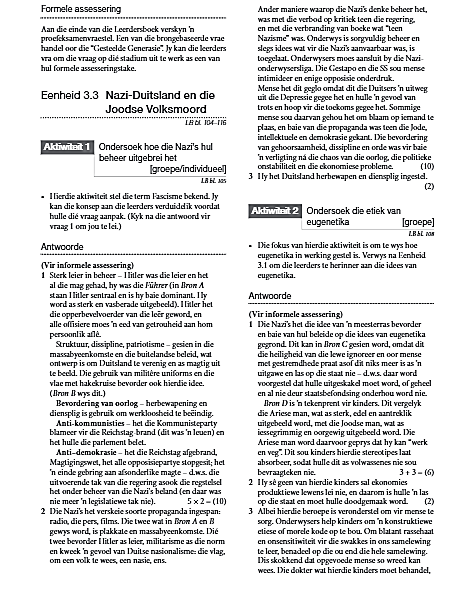 Formele assessering
Aan die einde van die Leerdersboek verskyn 'n
proefeksamenvraestel. Een van die brongebaseerde vrae
handel oor die "Gesteelde Generasie". Jy kan die leerders
vra om die vraag op dié stadium uit te werk as een van
hul formele assesseringstake.
Eenheid 3.3 Nazi-Duitsland en die
Joodse Volksmoord
LB bl. 104–116
Aktiwiteit 1 Ondersoek hoe die Nazi's hul
beheer uitgebrei het
[groepe/individueel]
LB bl. 105
• Hierdie aktiwiteit stel die term Fascisme bekend. Jy
kan die konsep aan die leerders verduidelik voordat
hulle dié vraag aanpak. (Kyk na die antwoord vir
vraag 1 om jou te lei.)
Antwoorde
(Vir informele assessering)
1 Sterk leier in beheer – Hitler was die leier en het
al die mag gehad, hy was die Führer (in Bron A
staan Hitler sentraal en is hy baie dominant. Hy
word as sterk en vasberade uitgebeeld). Hitler het
die opperbevelvoerder van die leër geword, en
alle offisiere moes 'n eed van getrouheid aan hom
persoonlik aflê.
Struktuur, dissipline, patriotisme – gesien in die
massabyeenkomste en die buitelandse beleid, wat
ontwerp is om Duitsland te verenig en as magtig uit
te beeld. Die gebruik van militêre uniforms en die
vlae met hakekruise bevorder ook hierdie idee.
(Bron B wys dit.)
Bevordering van oorlog – herbewapening en
diensplig is gebruik om werkloosheid te beëindig.
Anti-kommunisties – het die Kommunisteparty
blameer vir die Reichstag-brand (dit was 'n leuen) en
het hulle die parlement belet.
Anti-demokrasie – het die Reichstag afgebrand,
Magtigingswet, het alle opposisiepartye stopgesit; het
'n einde gebring aan afsonderlike magte – d.w.s. die
uitvoerende tak van die regering asook die regstelsel
het onder beheer van die Nazi's beland (en daar was
nie meer 'n legislatiewe tak nie). 5 x 2 = (10)
2 Die Nazi's het verskeie soorte propaganda ingespan:
radio, die pers, films. Die twee wat in Bron A en B
gewys word, is plakkate en massabyeenkomste. Dié
twee bevorder Hitler as leier, militarisme as die norm
en kweek 'n gevoel van Duitse nasionalisme: die vlag,
om een volk te wees, een nasie, ens.
Ander maniere waarop die Nazi's denke beheer het,
was met die verbod op kritiek teen die regering,
en met die verbranding van boeke wat "teen
Nazisme" was. Onderwys is sorgvuldig beheer en
slegs idees wat vir die Nazi's aanvaarbaar was, is
toegelaat. Onderwysers moes aansluit by die Nazi-
onderwysersliga. Die Gestapo en die SS sou mense
intimideer en enige opposisie onderdruk.
Mense het dit geglo omdat dit die Duitsers 'n uitweg
uit die Depressie gegee het en hulle 'n gevoel van
trots en hoop vir die toekoms gegee het. Sommige
mense sou daarvan gehou het om blaam op iemand te
plaas, en baie van die propaganda was teen die Jode,
intellektuele en demokrasie gekant. Die bevordering
van gehoorsaamheid, dissipline en orde was vir baie
'n verligting ná die chaos van die oorlog, die politieke
onstabiliteit en die ekonomiese probleme. (10)
3 Hy het Duitsland herbewapen en diensplig ingestel.
(2)
Aktiwiteit 2 Ondersoek die etiek van
eugenetika [groepe]
LB bl. 108
• Die fokus van hierdie aktiwiteit is om te wys hoe
eugenetika in werking gestel is. Verwys na Eenheid
3.1 om die leerders te herinner aan die idees van
eugenetika.
Antwoorde
(Vir informele assessering)
1 Die Nazi's het die idee van 'n meesterras bevorder
en baie van hul beleide op die idees van eugenetika
gegrond. Dit kan in Bron C gesien word, omdat dit
die heiligheid van die lewe ignoreer en oor mense
met gestremdhede praat asof dit niks meer is as 'n
uitgawe en las op die staat nie – d.w.s. daar word
voorgestel dat hulle uitgeskakel moet word, of geheel
en al nie deur staatsbefondsing onderhou word nie.
Bron D is 'n tekenprent vir kinders. Dit vergelyk
die Ariese man, wat as sterk, edel en aantreklik
uitgebeeld word, met die Joodse man, wat as
iessegrimmig en oorgewig uitgebeeld word. Die
Ariese man word daarvoor geprys dat hy kan "werk
en veg". Dit sou kinders hierdie stereotipes laat
absorbeer, sodat hulle dit as volwassenes nie sou
bevraagteken nie. 3 + 3 = (6)
2 Hy sê geen van hierdie kinders sal ekonomies
produktiewe lewens lei nie, en daarom is hulle 'n las
op die staat en moet hulle doodgemaak word. (2)
3 Albei hierdie beroepe is veronderstel om vir mense te
sorg. Onderwysers help kinders om 'n konstruktiewe
etiese of morele kode op te bou. Om blatant rassehaat
en onsensitiwiteit vir die swakkes in ons samelewing
te leer, benadeel op die ou end die hele samelewing.
Dis skokkend dat opgevoede mense so wreed kan
wees. Die dokter wat hierdie kinders moet behandel,